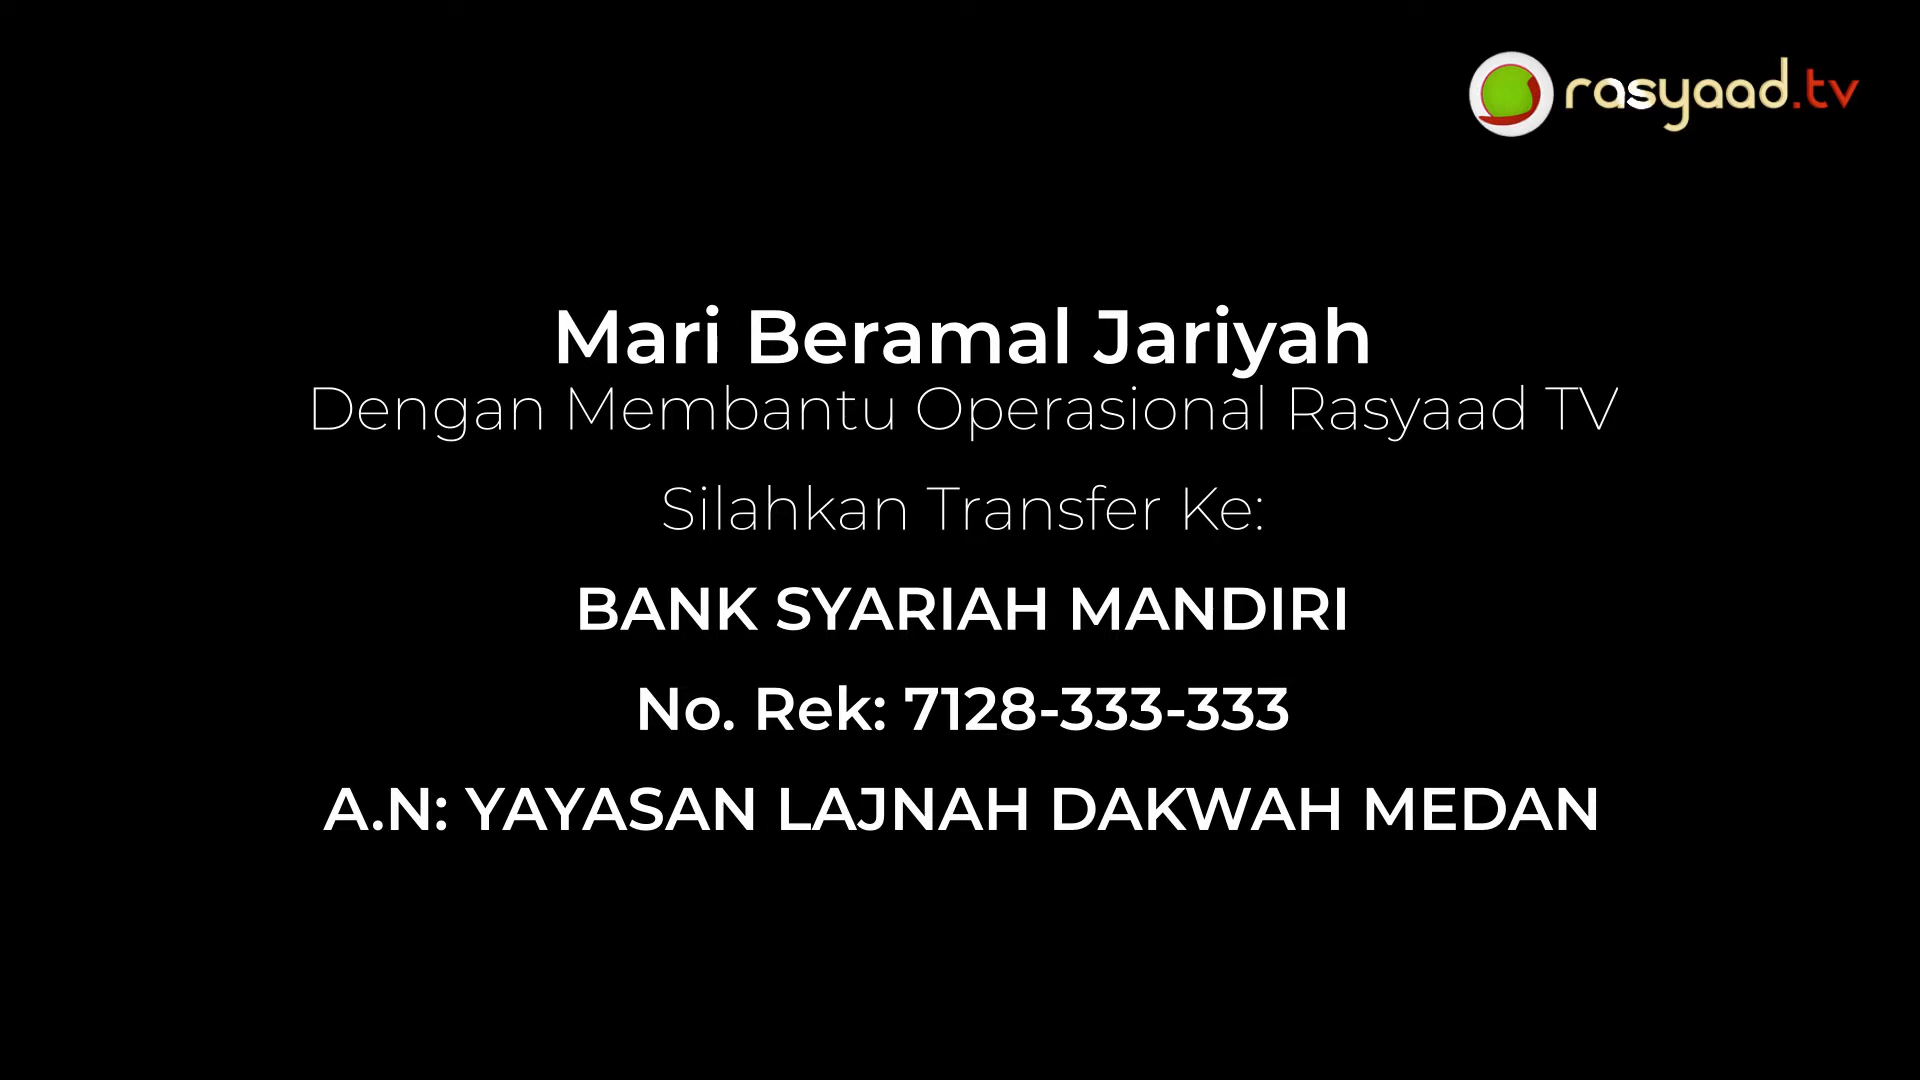 rasyaad.tv
Mari Beramal Jariyah
Dengan Membantu Operasional Rasyaad TV
Silahkan Transfer Ke:
BANK SYARIAH MANDIRI
No. Rek: 7128-333-333
A.N: YAYASAN LAJNAH DAKWAH MEDAN